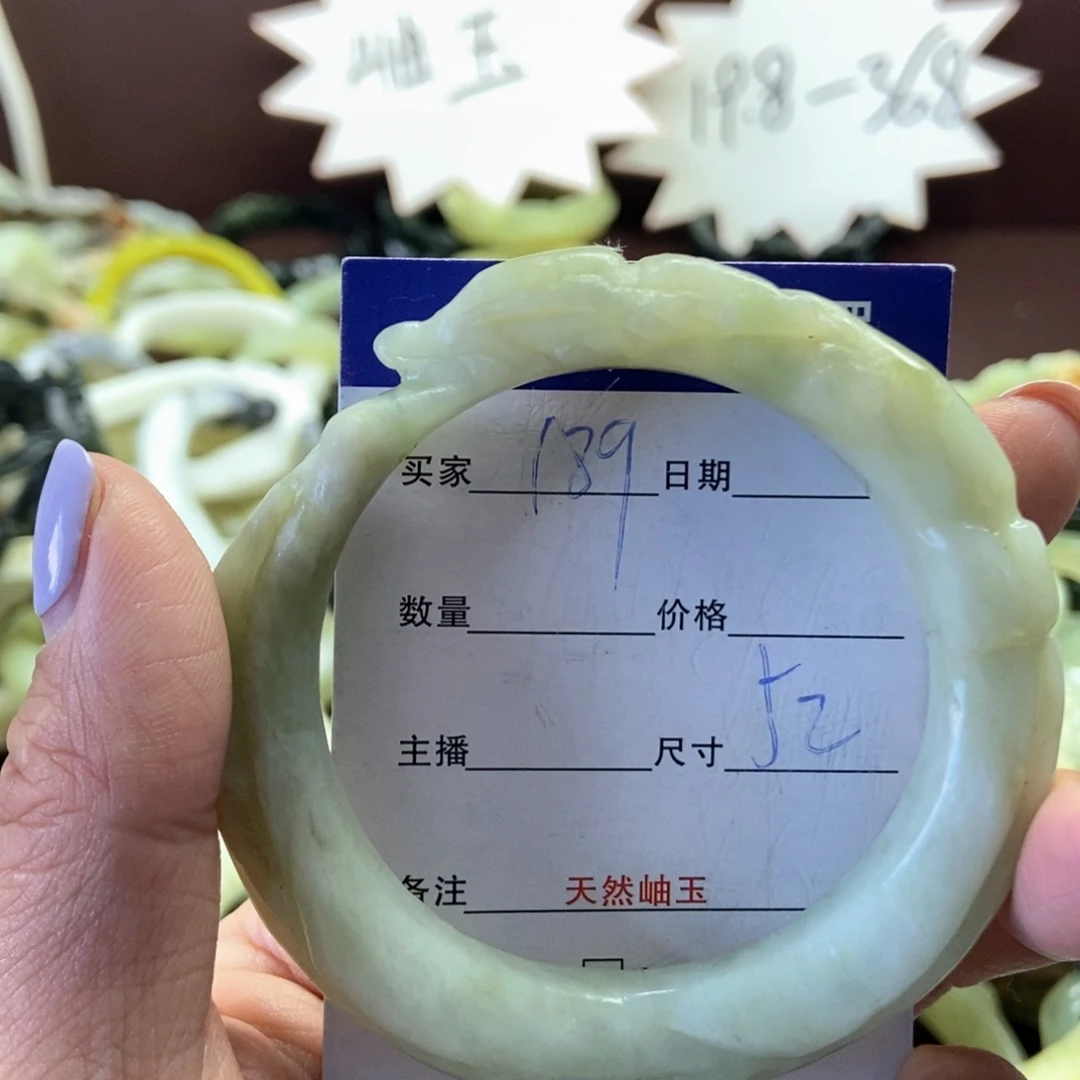 岫玉
198-368
买家 139 日期
数量 价格
主播 尺寸 52
备注 天然岫玉